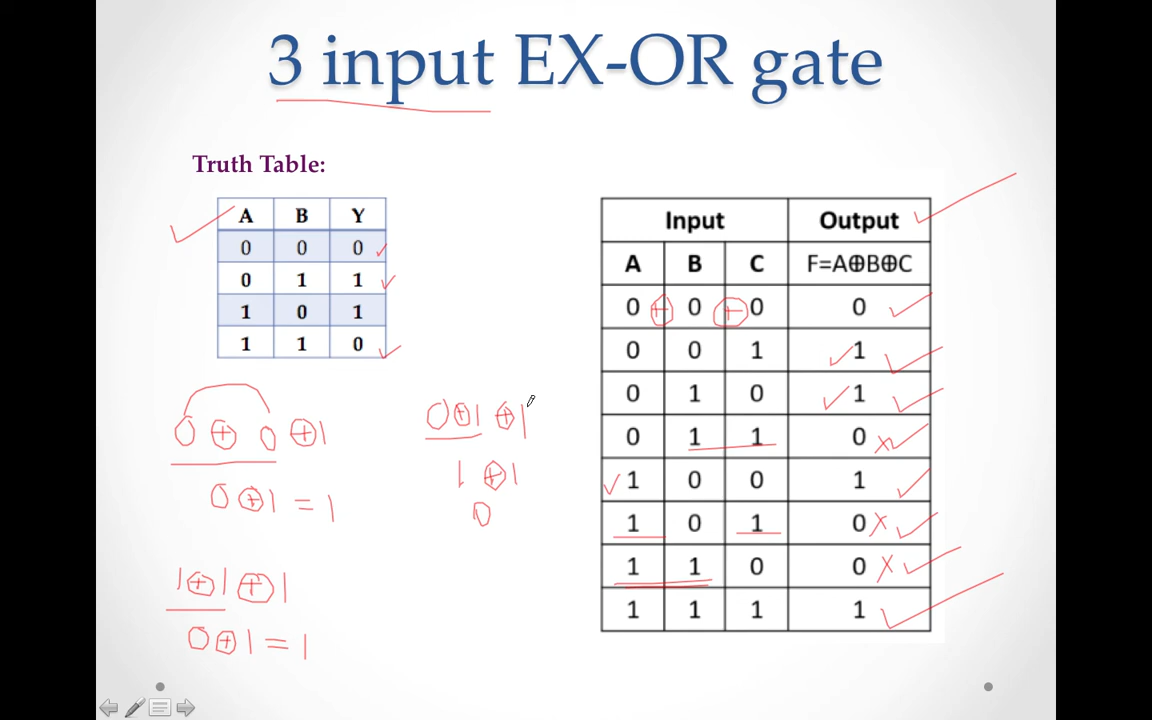 3 input EX-OR gate
Truth Table:
A B Y
0 0 0
0 1 1
1 0 1
1 1 0
Input Output
A B C F=A⊕B⊕C
0 ⊕ 0 ⊕ 0 0
0 0 1 1
0 1 0 1
0 1 1 0
1 0 0 1
1 0 1 0
1 1 0 0
1 1 1 1
0 ⊕ 0 ⊕ 1
0 ⊕ 1 = 1
1 ⊕ 1 ⊕ 1
0 ⊕ 1 = 1
0 ⊕ 1 ⊕ 1
1 ⊕ 1
0